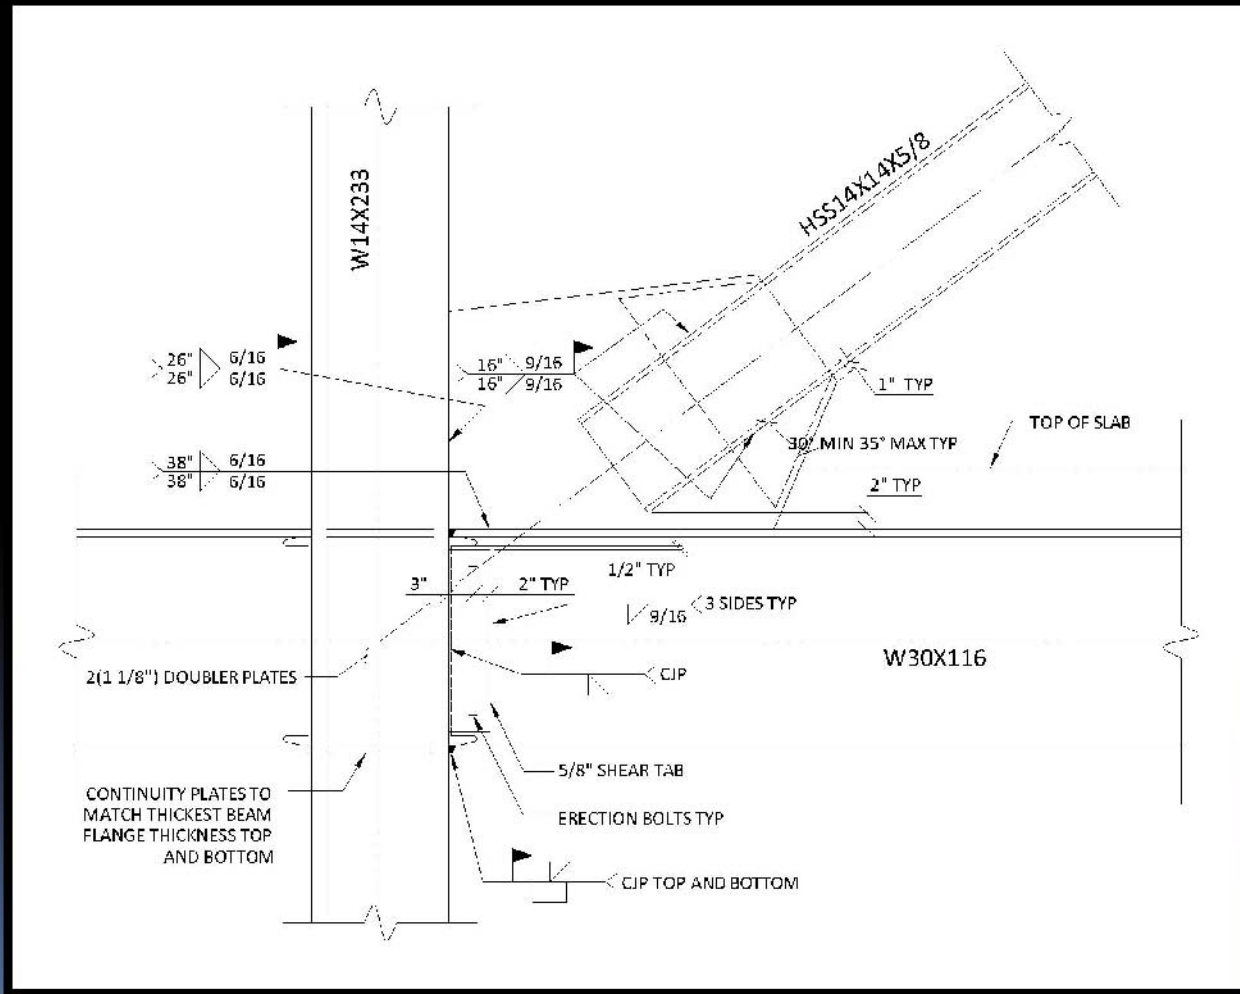 W14X233
HSS14X14X5/8
26" 6/16
26" 6/16
16" 9/16
16" 9/16
1" TYP
TOP OF SLAB
30° MIN 35° MAX TYP
38" 6/16
38" 6/16
2" TYP
1/2" TYP
3" 2" TYP
9/16 3 SIDES TYP
W30X116
2(1 1/8") DOUBLER PLATES
CJP
5/8" SHEAR TAB
CONTINUITY PLATES TO
MATCH THICKEST BEAM
FLANGE THICKNESS TOP
AND BOTTOM
ERECTION BOLTS TYP
CJP TOP AND BOTTOM